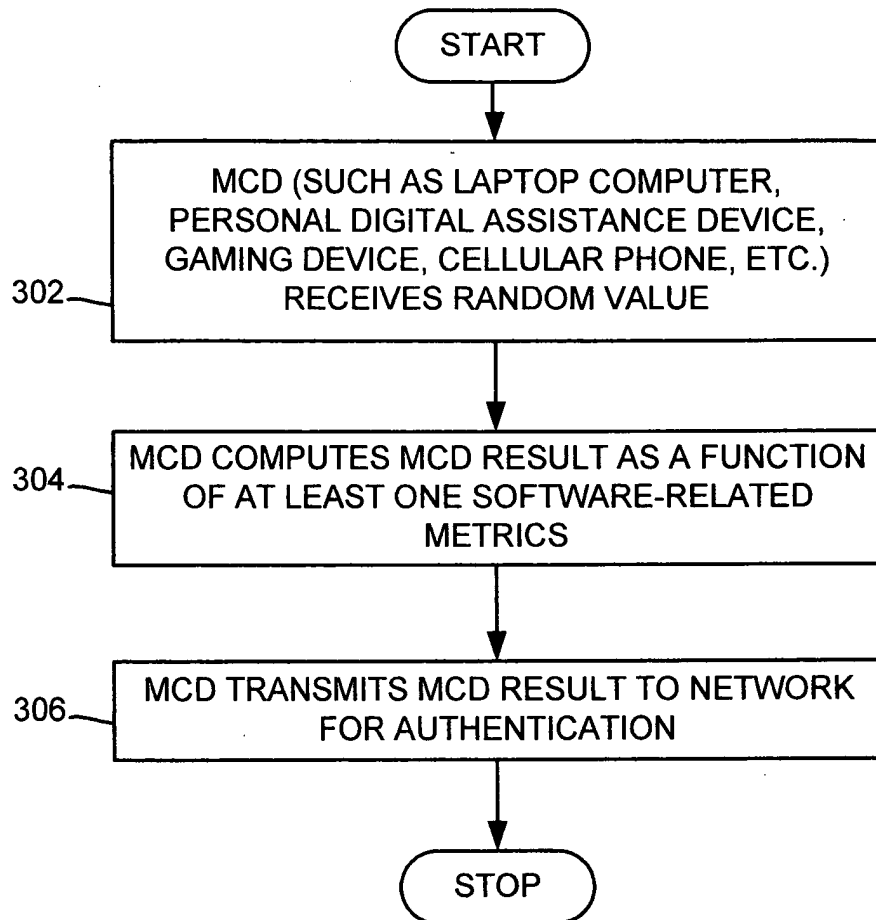 START
MCD (SUCH AS LAPTOP COMPUTER,
PERSONAL DIGITAL ASSISTANCE DEVICE,
GAMING DEVICE, CELLULAR PHONE, ETC.)
RECEIVES RANDOM VALUE
302
MCD COMPUTES MCD RESULT AS A FUNCTION
OF AT LEAST ONE SOFTWARE-RELATED
METRICS
304
MCD TRANSMITS MCD RESULT TO NETWORK
FOR AUTHENTICATION
306
STOP